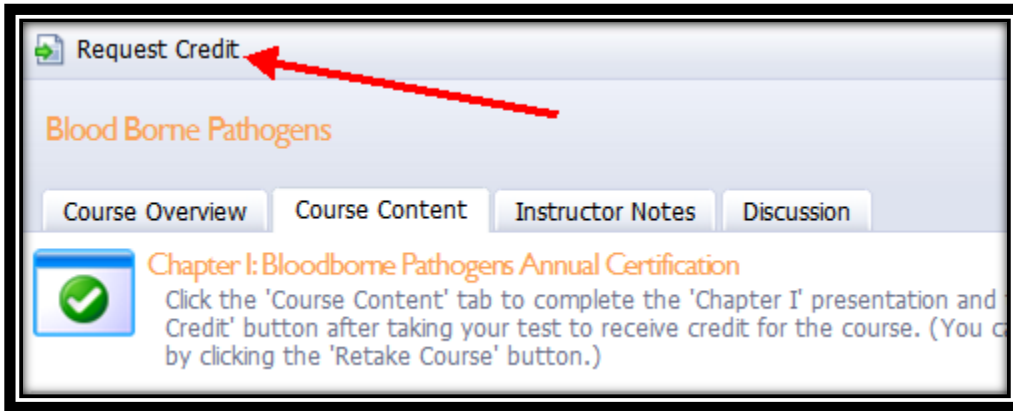 Request Credit
Blood Borne Pathogens
Course Overview Course Content Instructor Notes Discussion
Chapter I: Bloodborne Pathogens Annual Certification
Click the 'Course Content' tab to complete the 'Chapter I' presentation and
Credit' button after taking your test to receive credit for the course. (You
by clicking the 'Retake Course' button.)